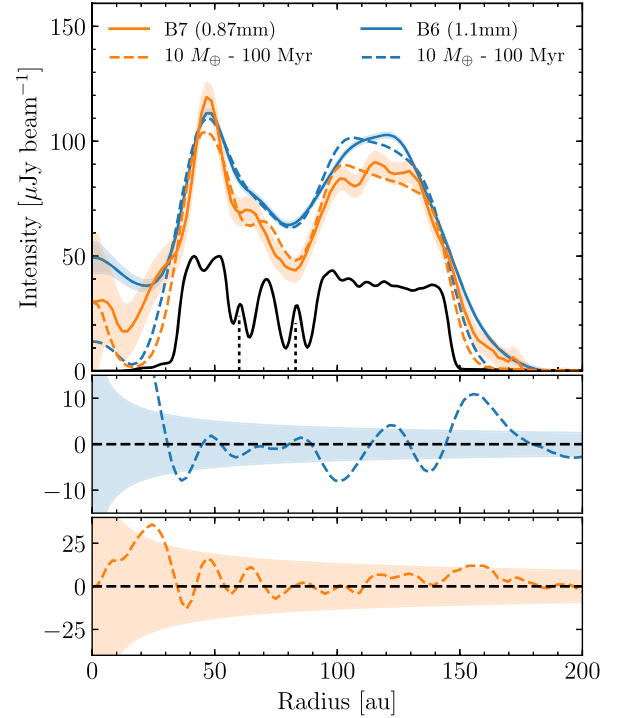 150
100
50
0
Intensity [μJy beam⁻¹]
B7 (0.87mm)
10 M⊕ - 100 Myr
B6 (1.1mm)
10 M⊕ - 100 Myr
10
0
−10
25
0
−25
0 50 100 150 200
Radius [au]